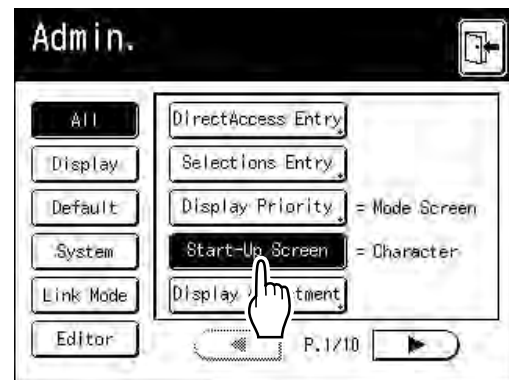 Admin.
All
Display
Default
System
Link Mode
Editor
DirectAccess Entry
Selections Entry
Display Priority = Mode Screen
Start-Up Screen = Character
Display
P.1/10